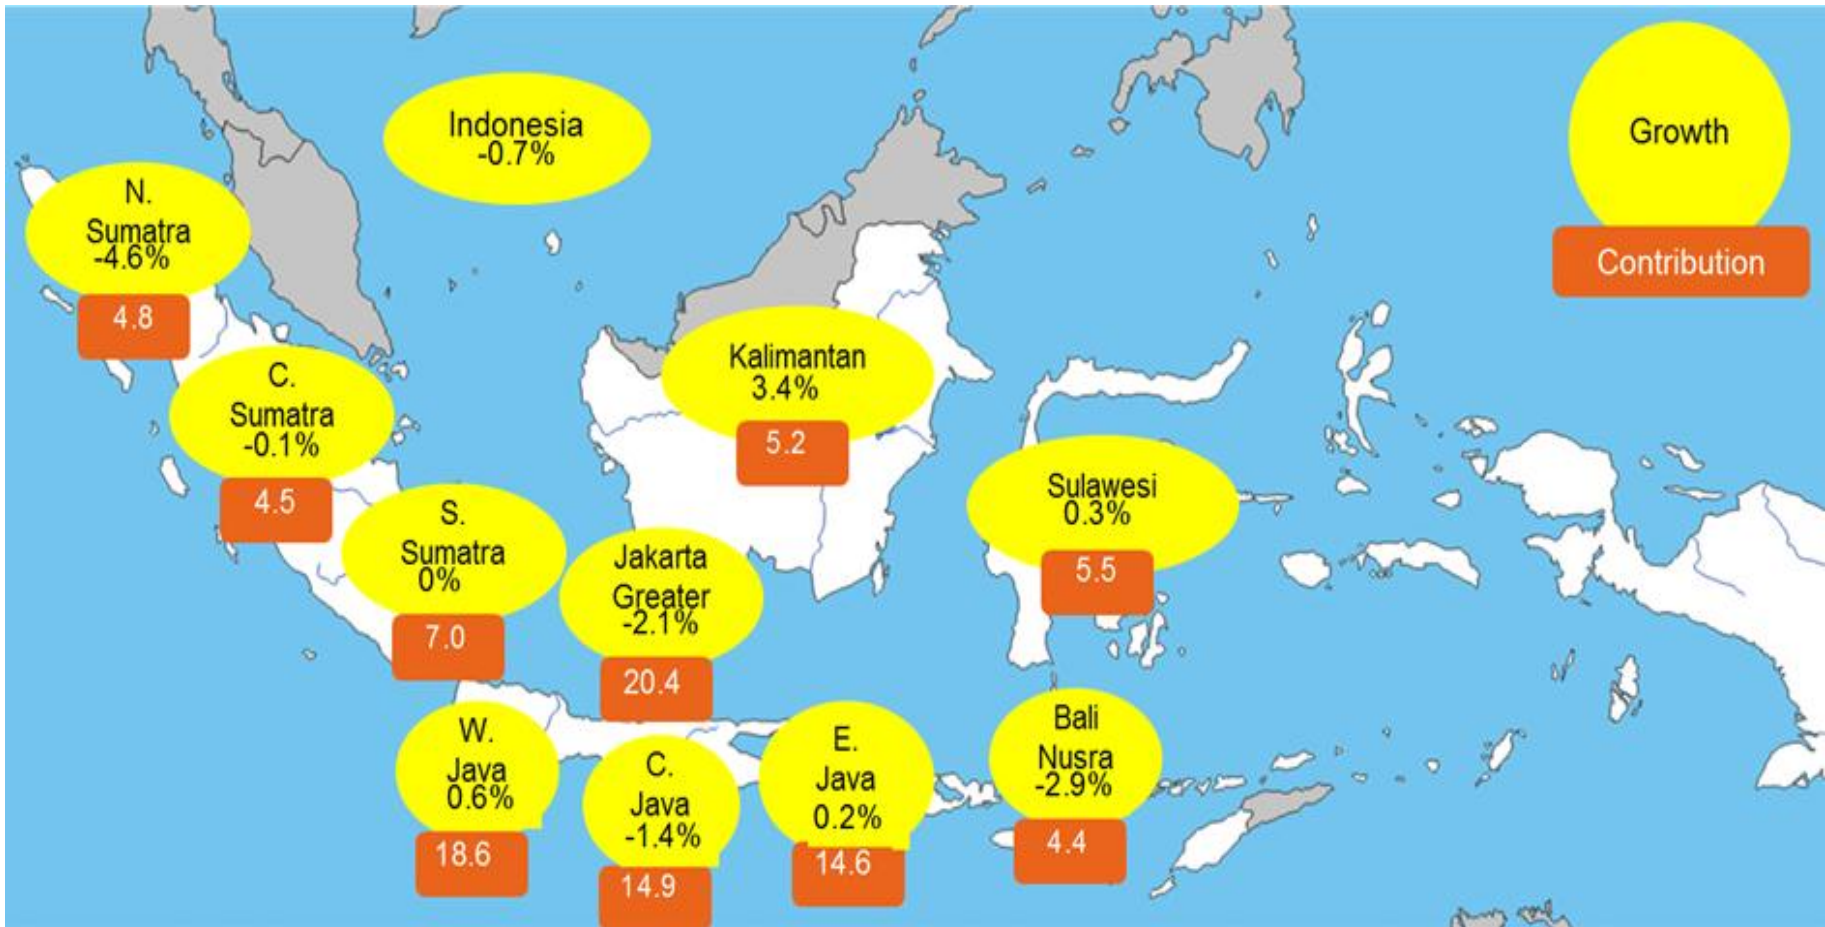 Indonesia
-0.7%
Growth
Contribution
N.
Sumatra
-4.6%
4.8
C.
Sumatra
-0.1%
4.5
Kalimantan
3.4%
5.2
Sulawesi
0.3%
5.5
S.
Sumatra
0%
7.0
Jakarta
Greater
-2.1%
20.4
W.
Java
0.6%
18.6
C.
Java
-1.4%
14.9
E.
Java
0.2%
14.6
Bali
Nusra
-2.9%
4.4